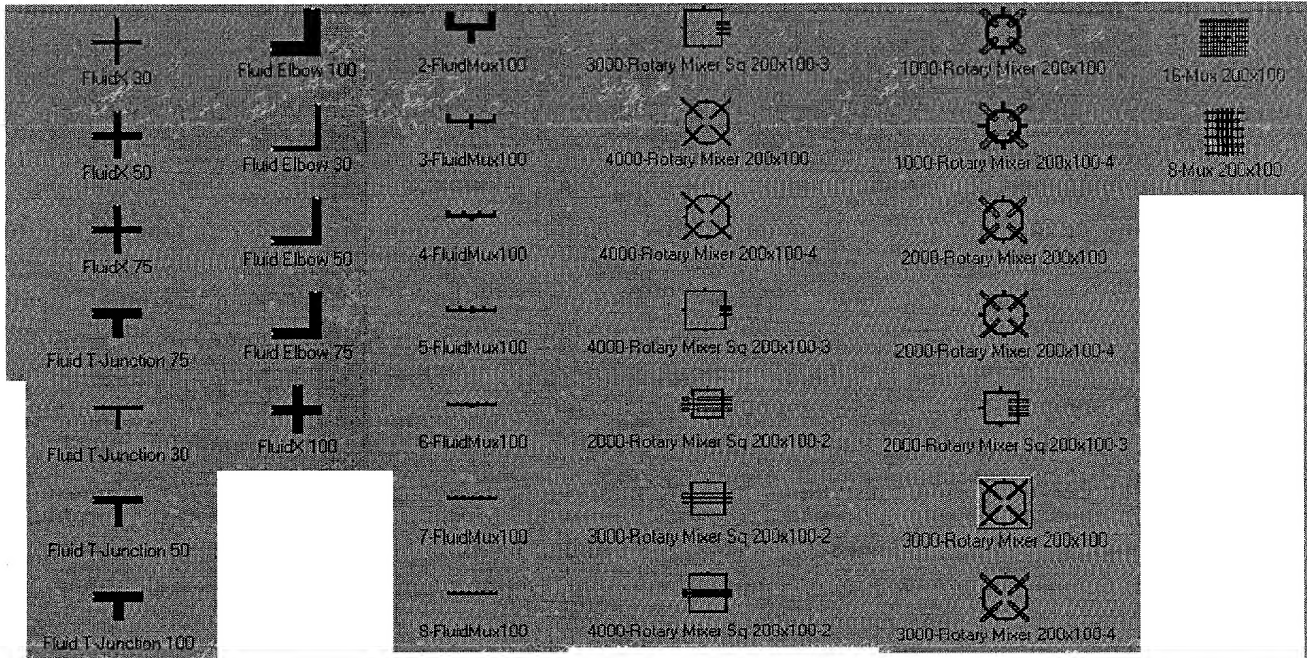 FluidX 30
FluidX 50
FluidX 75
Fluid T-Junction 75
Fluid T-Junction 30
Fluid T-Junction 50
Fluid T-Junction 100
Fluid Elbow 100
Fluid Elbow 30
Fluid Elbow 50
Fluid Elbow 75
FluidX 100
2-FluidMux100
3-FluidMux100
4-FluidMux100
5-FluidMux100
6-FluidMux100
7-FluidMux100
8-FluidMux100
3000-Rotary Mixer Sq 200x100-3
4000-Rotary Mixer 200x100
4000-Rotary Mixer 200x100-4
4000-Rotary Mixer Sq 200x100-3
2000-Rotary Mixer Sq 200x100-2
3000-Rotary Mixer Sq 200x100-2
4000-Rotary Mixer Sq 200x100-2
1000-Rotary Mixer 200x100
1000-Rotary Mixer 200x100-4
2000-Rotary Mixer 200x100
2000-Rotary Mixer 200x100-4
2000-Rotary Mixer Sq 200x100-3
3000-Rotary Mixer 200x100
3000-Rotary Mixer 200x100-4
16-Mux 200x100
8-Mux 200x100